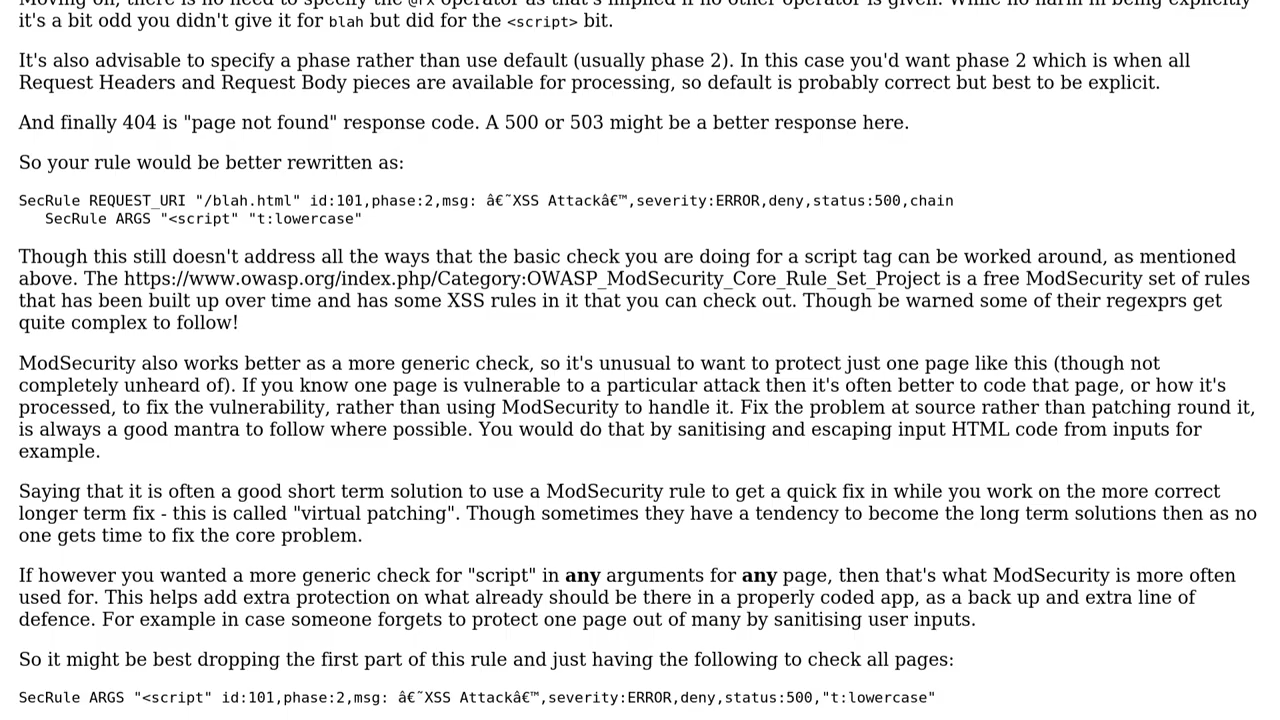 it's a bit odd you didn't give it for blah but did for the <script> bit.
It's also advisable to specify a phase rather than use default (usually phase 2). In this case you'd want phase 2 which is when all
Request Headers and Request Body pieces are available for processing, so default is probably correct but best to be explicit.
And finally 404 is "page not found" response code. A 500 or 503 might be a better response here.
So your rule would be better rewritten as:
SecRule REQUEST_URI "/blah.html" id:101,phase:2,msg: â€˜XSS Attackâ€™,severity:ERROR,deny,status:500,chain
SecRule ARGS "<script" "t:lowercase"
Though this still doesn't address all the ways that the basic check you are doing for a script tag can be worked around, as mentioned
above. The https://www.owasp.org/index.php/Category:OWASP_ModSecurity_Core_Rule_Set_Project is a free ModSecurity set of rules
that has been built up over time and has some XSS rules in it that you can check out. Though be warned some of their regexprs get
quite complex to follow!
ModSecurity also works better as a more generic check, so it's unusual to want to protect just one page like this (though not
completely unheard of). If you know one page is vulnerable to a particular attack then it's often better to code that page, or how it's
processed, to fix the vulnerability, rather than using ModSecurity to handle it. Fix the problem at source rather than patching round it,
is always a good mantra to follow where possible. You would do that by sanitising and escaping input HTML code from inputs for
example.
Saying that it is often a good short term solution to use a ModSecurity rule to get a quick fix in while you work on the more correct
longer term fix - this is called "virtual patching". Though sometimes they have a tendency to become the long term solutions then as no
one gets time to fix the core problem.
If however you wanted a more generic check for "script" in any arguments for any page, then that's what ModSecurity is more often
used for. This helps add extra protection on what already should be there in a properly coded app, as a back up and extra line of
defence. For example in case someone forgets to protect one page out of many by sanitising user inputs.
So it might be best dropping the first part of this rule and just having the following to check all pages:
SecRule ARGS "<script" id:101,phase:2,msg: â€˜XSS Attackâ€™,severity:ERROR,deny,status:500,"t:lowercase"